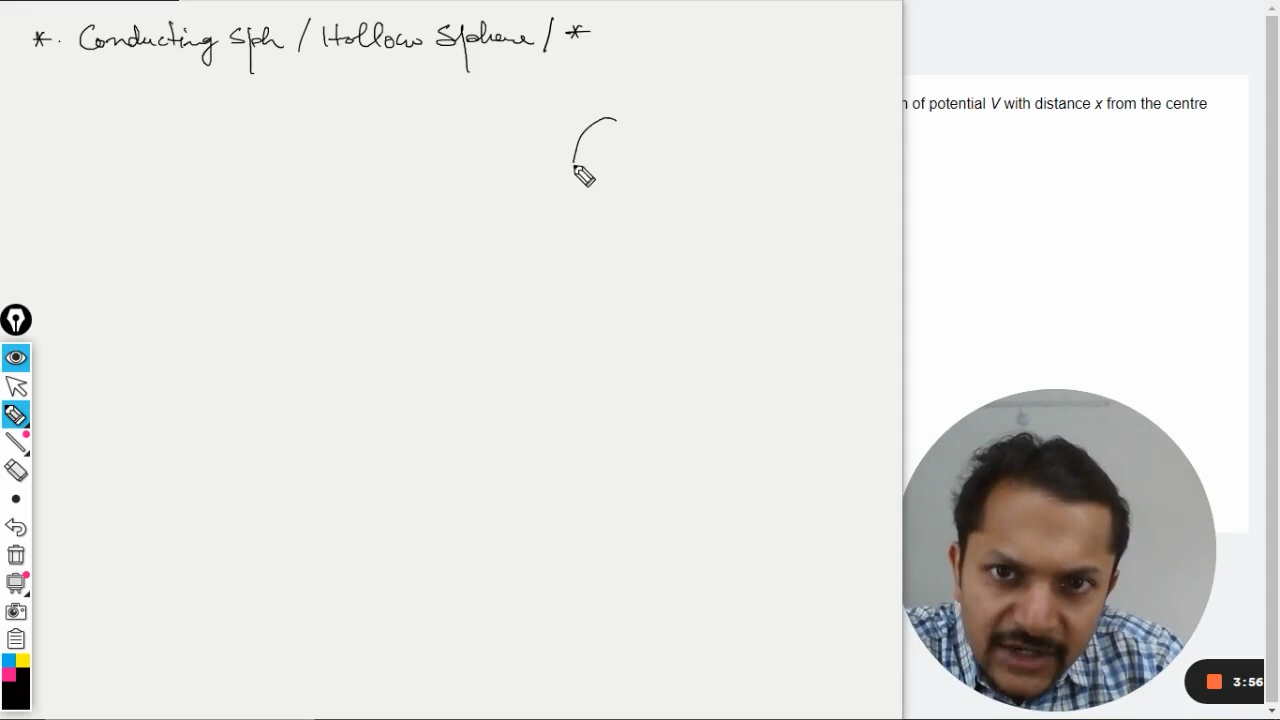 *. Conducting Sph / Hollow Sphere / *
of potential V with distance x from the centre
3:56